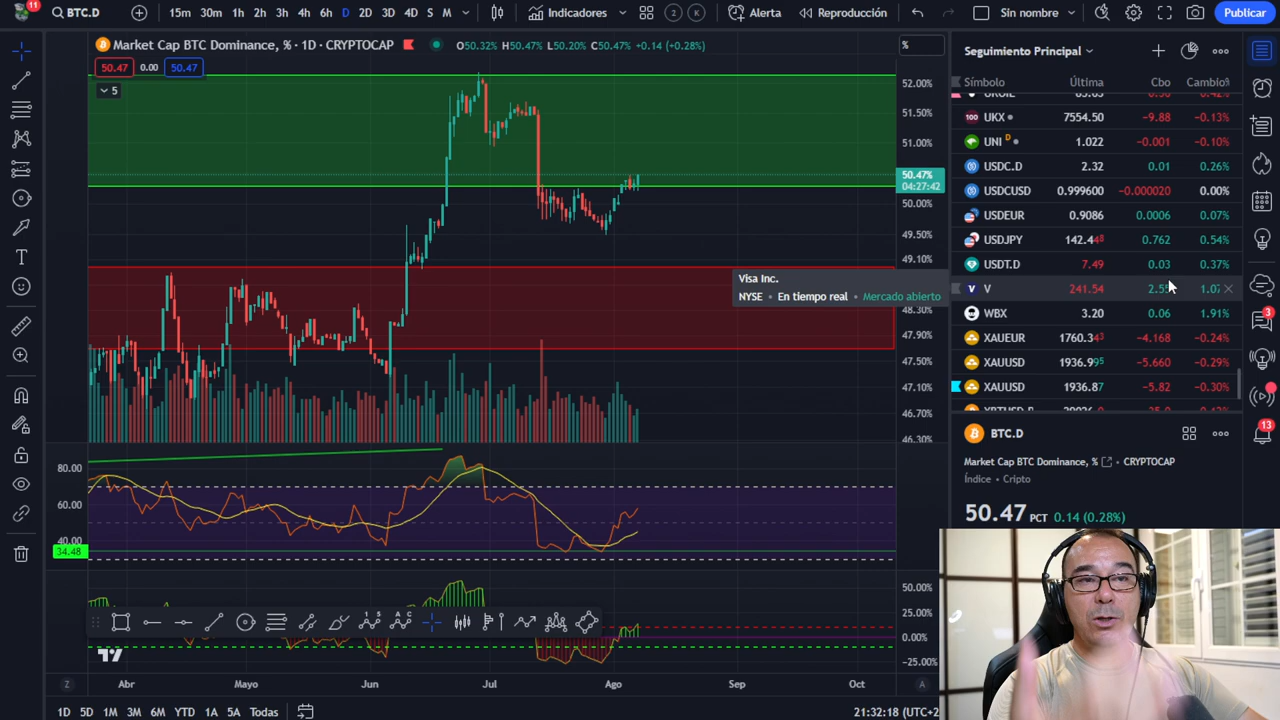 11
BTC.D
15m 30m 1h 2h 3h 4h 6h D 2D 3D 4D S M
Indicadores
2 K
Alerta
Reproducción
Sin nombre
Publicar
Market Cap BTC Dominance, % · 1D · CRYPTOCAP
O50.32% H50.47% L50.20% C50.47% +0.14 (+0.28%)
50.47 0.00 50.47
5
%
52.00%
51.50%
51.00%
50.47%
04:27:42
50.00%
49.50%
49.10%
48.30%
47.90%
47.50%
47.10%
46.70%
46.30%
Visa Inc.
NYSE • En tiempo real • Mercado abierto
80.00
60.00
40.00
34.48
50.00%
25.00%
0.00%
−25.00%
Z Abr Mayo Jun Jul Ago Sep Oct A
1D 5D 1M 3M 6M YTD 1A 5A Todas
21:32:18 (UTC+2
Seguimiento Principal
Símbolo Última Cbo Cambio%
UKX 7554.50 −9.88 −0.13%
UNI D 1.022 −0.001 −0.10%
USDC.D 2.32 0.01 0.26%
USDCUSD 0.999600 −0.000020 0.00%
USDEUR 0.9086 0.0006 0.07%
USDJPY 142.448 0.762 0.54%
USDT.D 7.49 0.03 0.37%
V 241.54
WBX 3.20 0.06 1.91%
XAUEUR 1760.343 −4.168 −0.24%
XAUUSD 1936.995 −5.660 −0.29%
XAUUSD 1936.87 −5.82 −0.30%
BTC.D
Market Cap BTC Dominance, % CRYPTOCAP
Índice • Cripto
50.47 PCT 0.14 (0.28%)
3
13